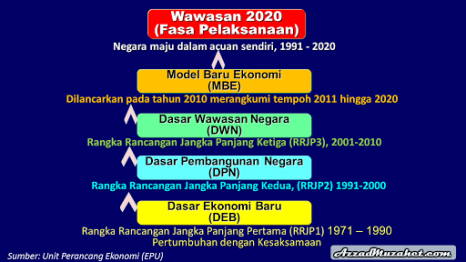 Wawasan 2020
(Fasa Pelaksanaan)
Negara maju dalam acuan sendiri, 1991 - 2020
Model Baru Ekonomi
(MBE)
Dilancarkan pada tahun 2010 merangkumi tempoh 2011 hingga 2020
Dasar Wawasan Negara
(DWN)
Rangka Rancangan Jangka Panjang Ketiga (RRJP3), 2001-2010
Dasar Pembangunan Negara
(DPN)
Rangka Rancangan Jangka Panjang Kedua, (RRJP2) 1991-2000
Dasar Ekonomi Baru
(DEB)
Rangka Rancangan Jangka Panjang Pertama (RRJP1) 1971 – 1990
Pertumbuhan dengan Kesaksamaan
Sumber: Unit Perancang Ekonomi (EPU)
AzzadMuzahet.com